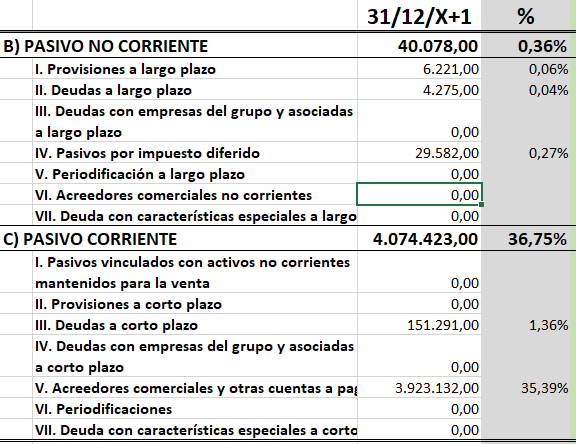 31/12/X+1 %
B) PASIVO NO CORRIENTE 40.078,00 0,36%
I. Provisiones a largo plazo 6.221,00 0,06%
II. Deudas a largo plazo 4.275,00 0,04%
III. Deudas con empresas del grupo y asociadas
a largo plazo 0,00
IV. Pasivos por impuesto diferido 29.582,00 0,27%
V. Periodificación a largo plazo 0,00
VI. Acreedores comerciales no corrientes 0,00
VII. Deuda con características especiales a largo 0,00
C) PASIVO CORRIENTE 4.074.423,00 36,75%
I. Pasivos vinculados con activos no corrientes
mantenidos para la venta 0,00
II. Provisiones a corto plazo 0,00
III. Deudas a corto plazo 151.291,00 1,36%
IV. Deudas con empresas del grupo y asociadas
a corto plazo 0,00
V. Acreedores comerciales y otras cuentas a pag 3.923.132,00 35,39%
VI. Periodificaciones 0,00
VII. Deuda con características especiales a corto 0,00